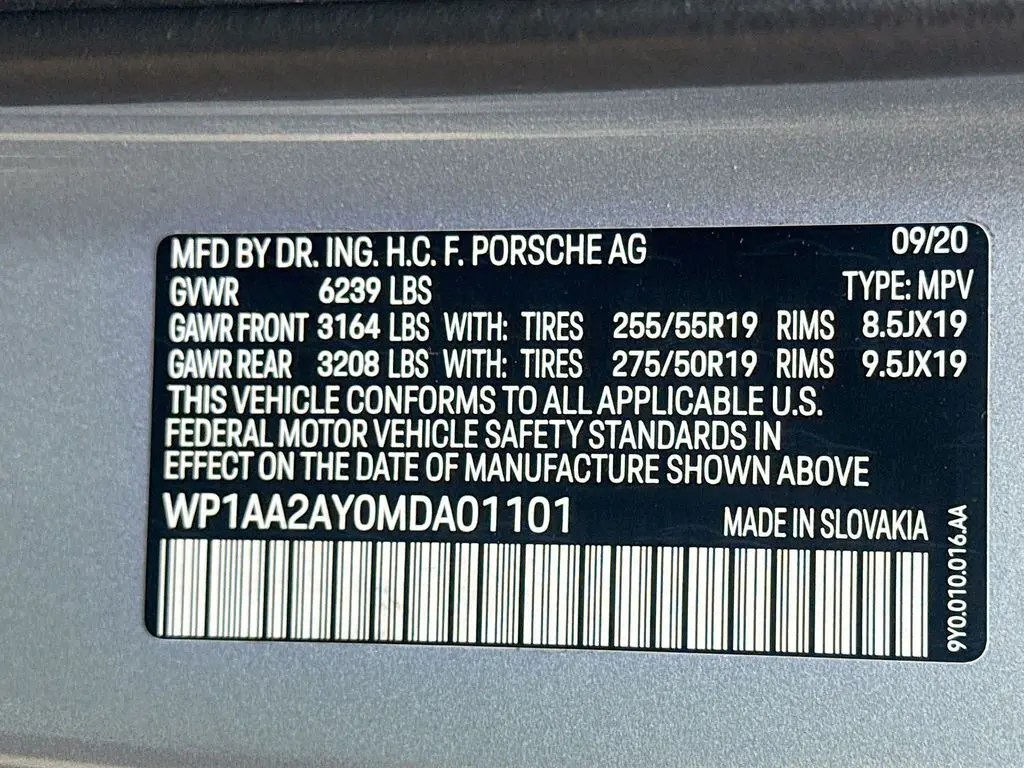 MFD BY DR. ING. H.C. F. PORSCHE AG 09/20
GVWR 6239 LBS TYPE: MPV
GAWR FRONT 3164 LBS WITH: TIRES 255/55R19 RIMS 8.5JX19
GAWR REAR 3208 LBS WITH: TIRES 275/50R19 RIMS 9.5JX19
THIS VEHICLE CONFORMS TO ALL APPLICABLE U.S.
FEDERAL MOTOR VEHICLE SAFETY STANDARDS IN
EFFECT ON THE DATE OF MANUFACTURE SHOWN ABOVE
WP1AA2AY0MDA01101 MADE IN SLOVAKIA
9Y0.010.016.AA